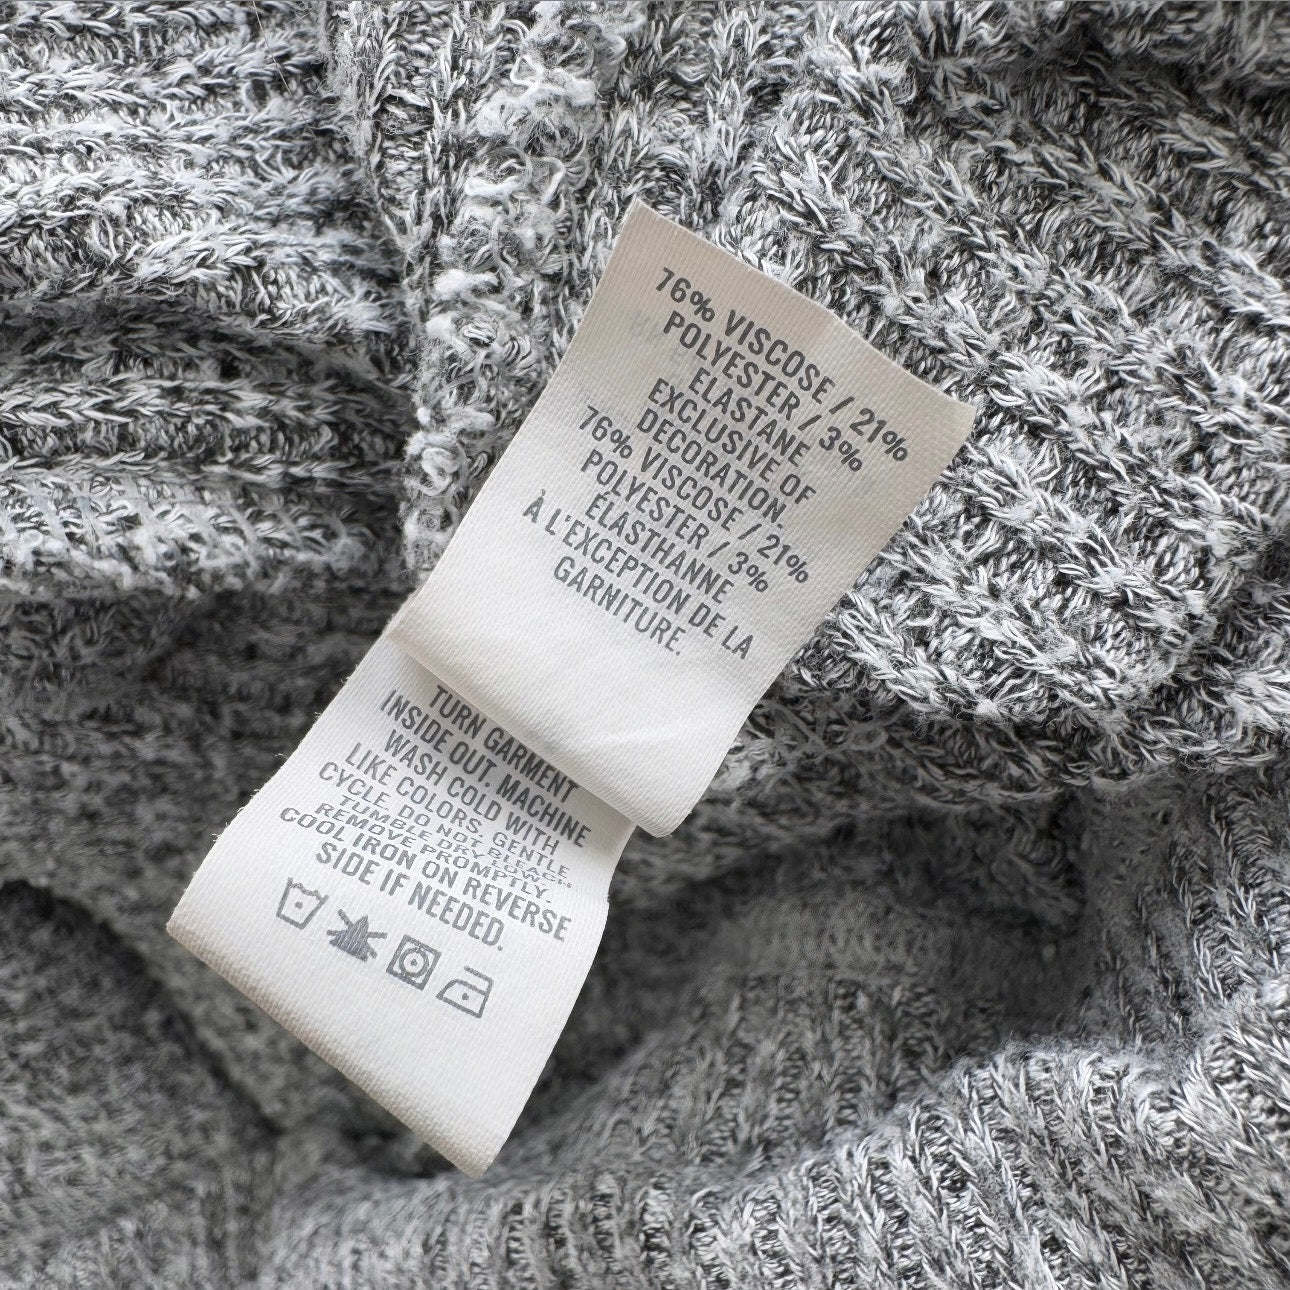 76% VISCOSE / 21%
POLYESTER / 3%
ELASTANE
EXCLUSIVE OF
DECORATION.
76% VISCOSE / 21%
POLYESTER / 3%
ÉLASTHANNE
À L'EXCEPTION DE LA
GARNITURE.
TURN GARMENT
INSIDE OUT. MACHINE
WASH COLD WITH
LIKE COLORS. GENTLE
CYCLE. DO NOT BLEACH.
TUMBLE DRY LOW.
REMOVE PROMPTLY.
COOL IRON ON REVERSE
SIDE IF NEEDED.